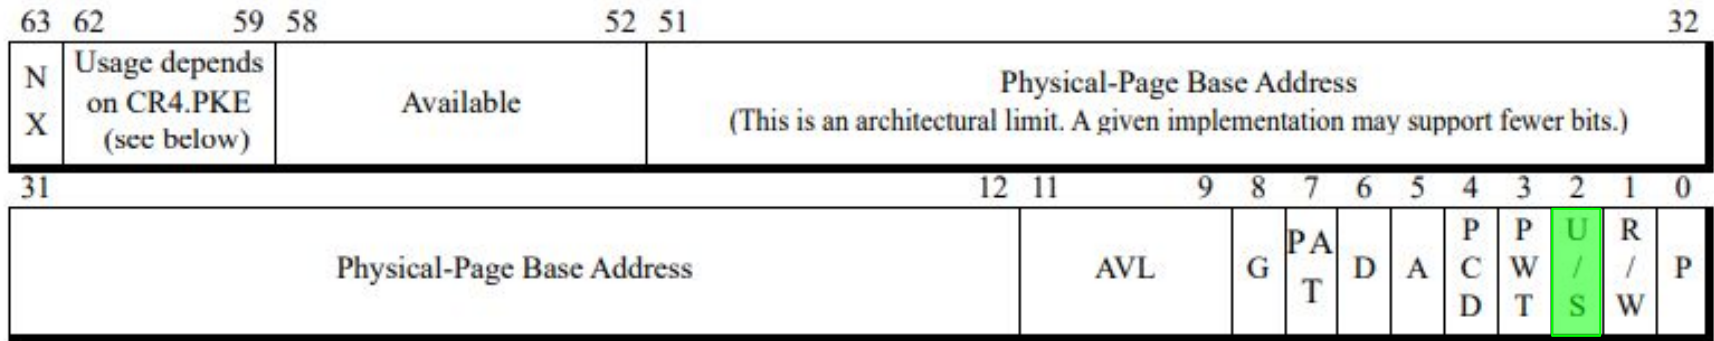 63 62 59 58 52 51 32
N X
Usage depends
on CR4.PKE
(see below)
Available
Physical-Page Base Address
(This is an architectural limit. A given implementation may support fewer bits.)
31 12 11 9 8 7 6 5 4 3 2 1 0
Physical-Page Base Address
AVL
G
PA
T
D
A
P
C
D
P
W
T
U
/
S
R
/
W
P